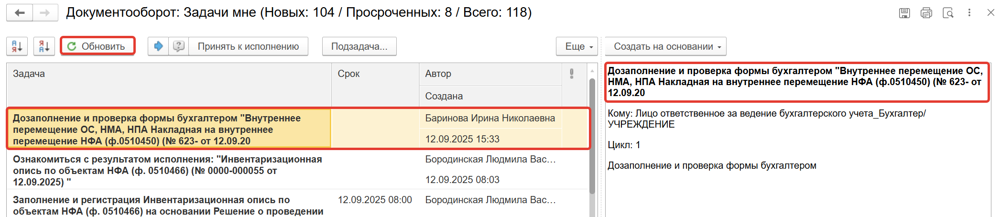 Документооборот: Задачи мне (Новых: 104 / Просроченных: 8 / Всего: 118)
А Я Я А Обновить ? Принять к исполнению Подзадача... Еще Создать на основании
Задача Срок Автор
Создана
Дозаполнение и проверка формы бухгалтером "Внутреннее
перемещение ОС, НМА, НПА Накладная на внутреннее
перемещение НФА (ф.0510450) (№ 623- от 12.09.20
Баринова Ирина Николаевна
12.09.2025 15:33
Ознакомиться с результатом исполнения: "Инвентаризационная
опись по объектам НФА (ф. 0510466) (№ 0000-000055 от
12.09.2025) "
Бородинская Людмила Вас...
12.09.2025 08:03
Заполнение и регистрация Инвентаризационная опись по
объектам НФА (ф. 0510466) на основании Решение о проведении
12.09.2025 08:00
Бородинская Людмила Вас...
Дозаполнение и проверка формы бухгалтером "Внутреннее перемещение ОС,
НМА, НПА Накладная на внутреннее перемещение НФА (ф.0510450) (№ 623- от
12.09.20
Кому: Лицо ответственное за ведение бухгалтерского учета_Бухгалтер/
УЧРЕЖДЕНИЕ
Цикл: 1
Дозаполнение и проверка формы бухгалтером